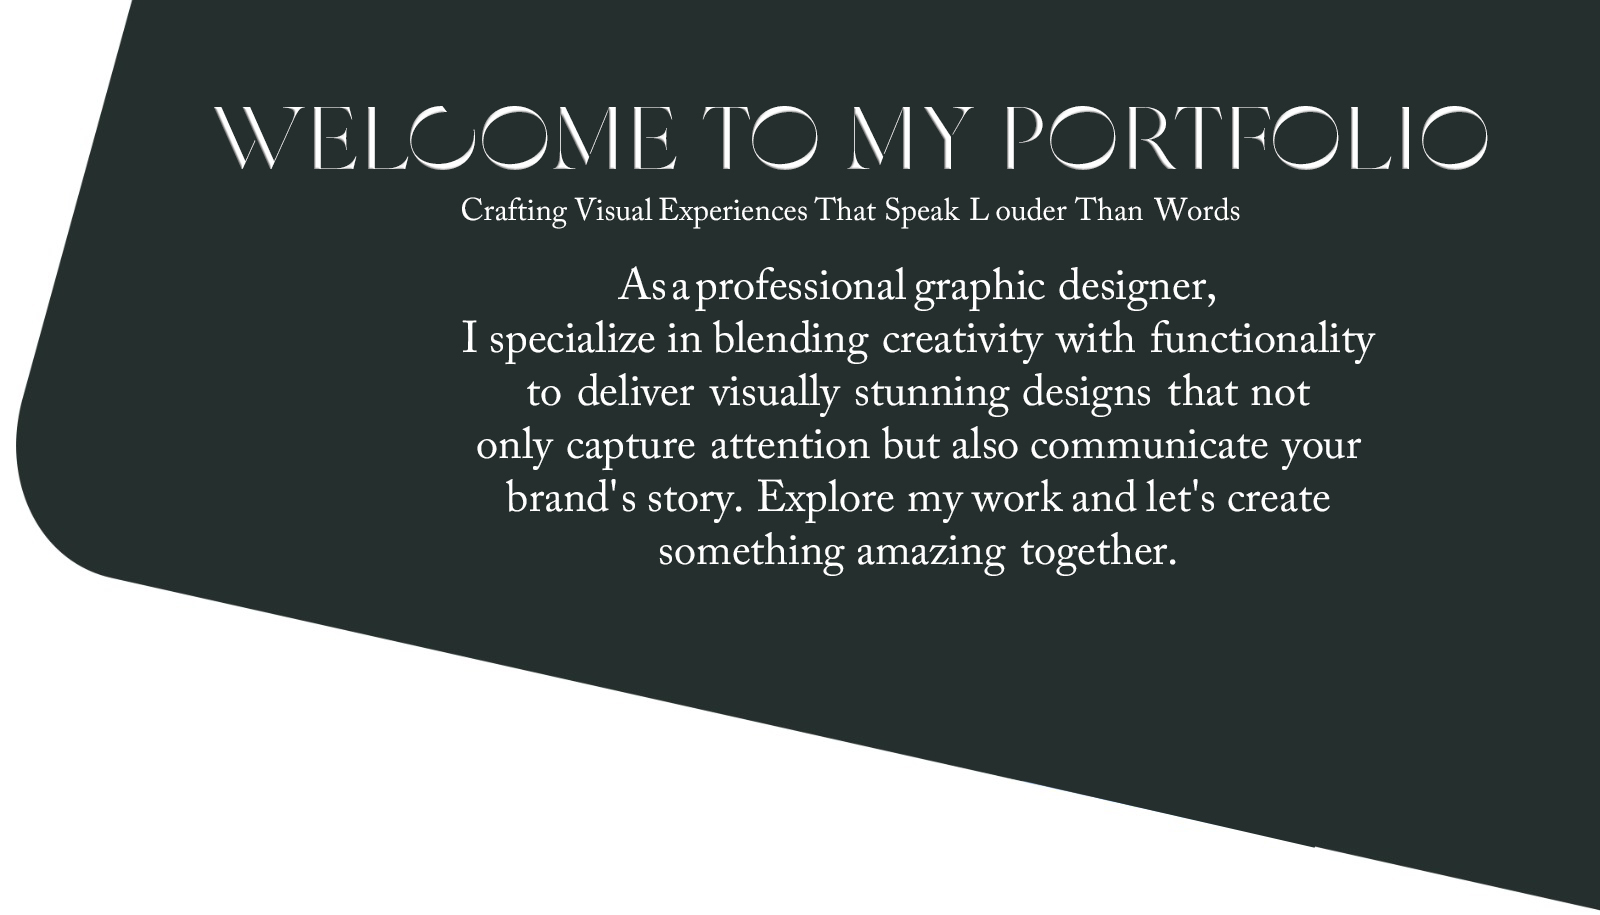 WELCOME TO MY PORTFOLIO
Crafting Visual Experiences That Speak L ouder Than Words
As a professional graphic designer,
I specialize in blending creativity with functionality
to deliver visually stunning designs that not
only capture attention but also communicate your
brand's story. Explore my work and let's create
something amazing together.